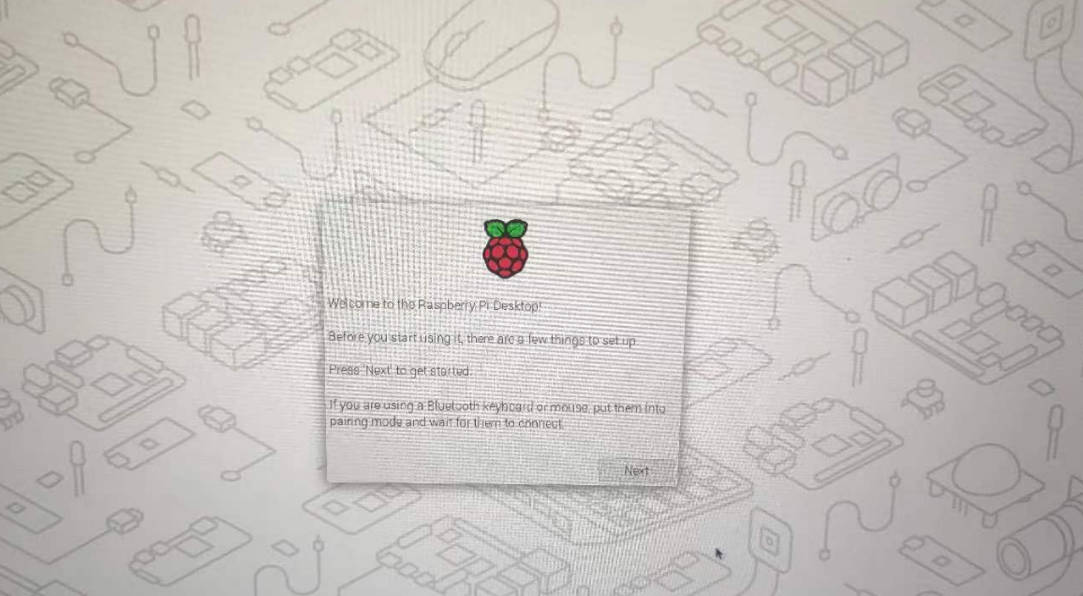 Welcome to the Raspberry Pi Desktop!
Before you start using it, there are a few things to set up.
Press 'Next' to get started.
If you are using a Bluetooth keyboard or mouse, put them into
pairing mode and wait for them to connect.
Next